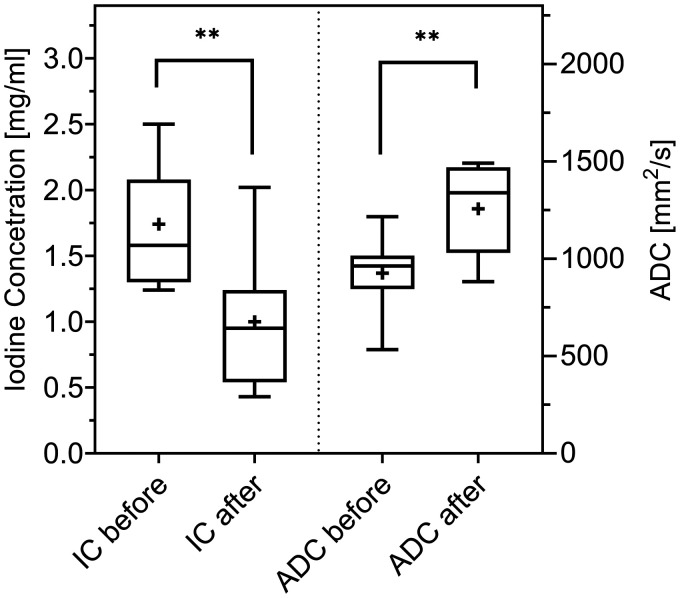 ** **
3.0
2.5
2.0
1.5
1.0
0.5
0.0
Iodine Concetration [mg/ml]
2000
1500
1000
500
0
ADC [mm²/s]
IC before
IC after
ADC before
ADC after